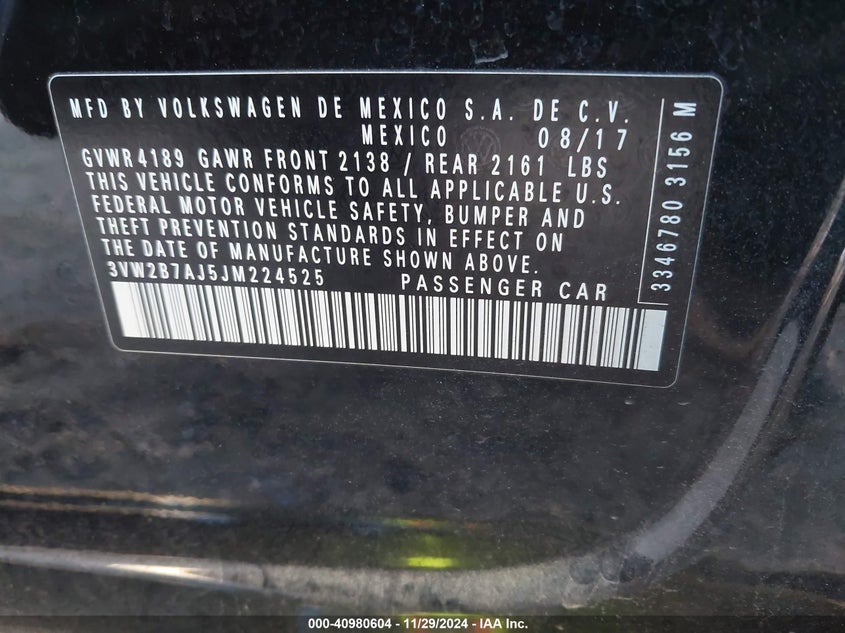 MFD BY VOLKSWAGEN DE MEXICO S.A. DE C.V.
MEXICO 08/17
GVWR 4189 GAWR FRONT 2138 / REAR 2161 LBS
THIS VEHICLE CONFORMS TO ALL APPLICABLE U.S.
FEDERAL MOTOR VEHICLE SAFETY, BUMPER AND
THEFT PREVENTION STANDARDS IN EFFECT ON
THE DATE OF MANUFACTURE SHOWN ABOVE.
3VW2B7AJ5JM224525 PASSENGER CAR
3346780 3156 M
000-40980604 - 11/29/2024 - IAA Inc.